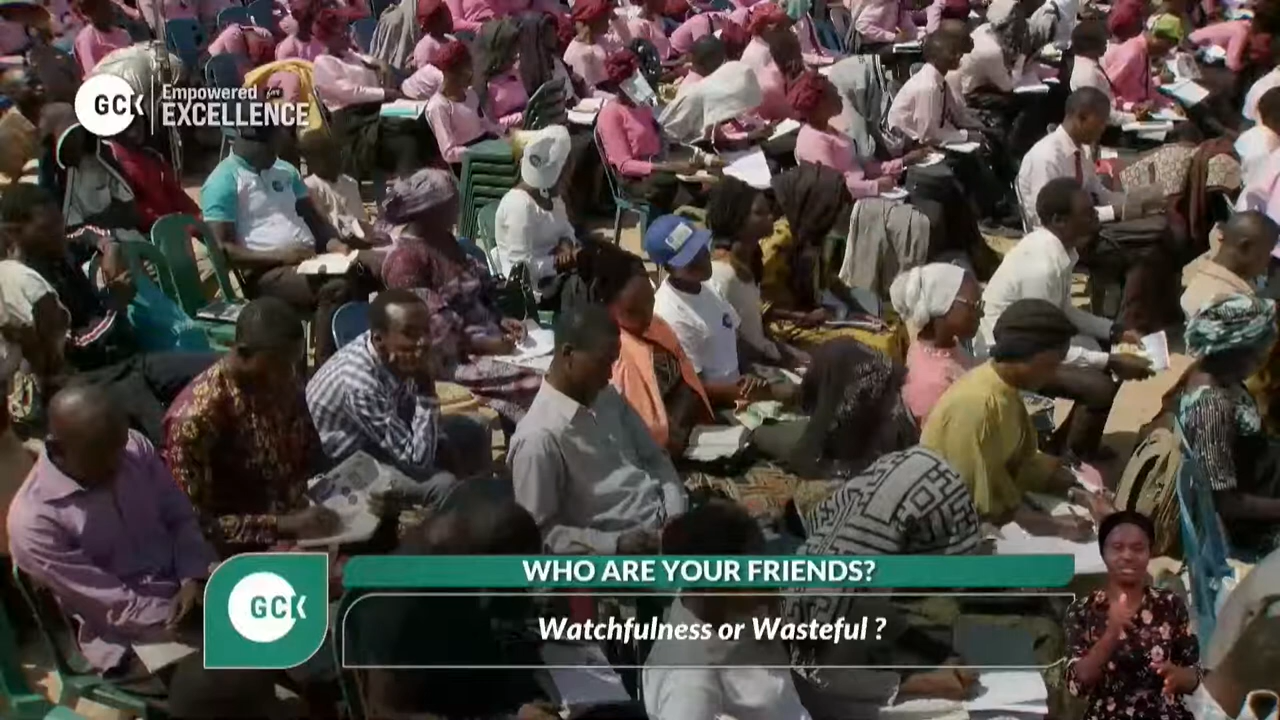 GCK
Empowered for
EXCELLENCE
WHO ARE YOUR FRIENDS?
GCK
Watchfulness or Wasteful ?